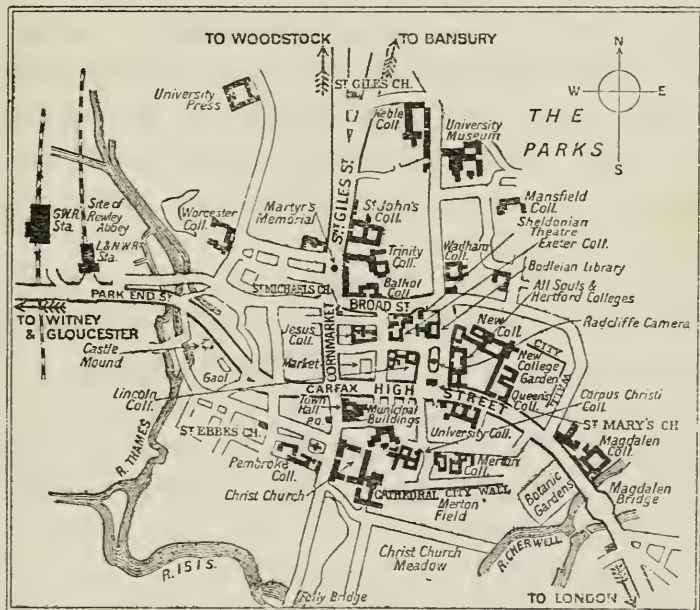 TO WOODSTOCK
TO BANBURY
N
W
E
S
ST GILES CH.
University
Press
Keble
Coll.
University
Museum
THE
PARKS
G.W.R.
Sta.
Site of
Rewley
Abbey
L&N.W.R.
Sta.
Worcester
Coll.
Martyr's
Memorial
ST GILES ST
St John's
Coll.
Trinity
Coll.
Balliol
Coll.
Wadham
Coll.
Mansfield
Coll.
Sheldonian
Theatre
Exeter Coll.
Bodleian Library
All Souls &
Hertford Colleges
Radcliffe Camera
PARK END ST
ST MICHAELS CH.
BROAD ST
TO WITNEY
& GLOUCESTER
Castle
Mound
Gaol
Jesus
Coll.
CORNMARKET
Market
New
Coll.
CITY
WALL
New
College
Garden
Lincoln
Coll.
CARFAX
HIGH
STREET
Queen's
Coll.
Corpus Christi
Coll.
Town
Hall
P.O.
Municipal
Buildings
ST EBBES CH.
University Coll.
ST MARY'S CH
Magdalen
Coll.
Magdalen
Bridge
Pembroke
Coll.
Christ Church
Merton
Coll.
CATHEDRAL
CITY WALL
Merton
Field
Botanic
Gardens
R. THAMES
R. ISIS.
Christ Church
Meadow
R. CHERWELL
Folly Bridge
TO LONDON